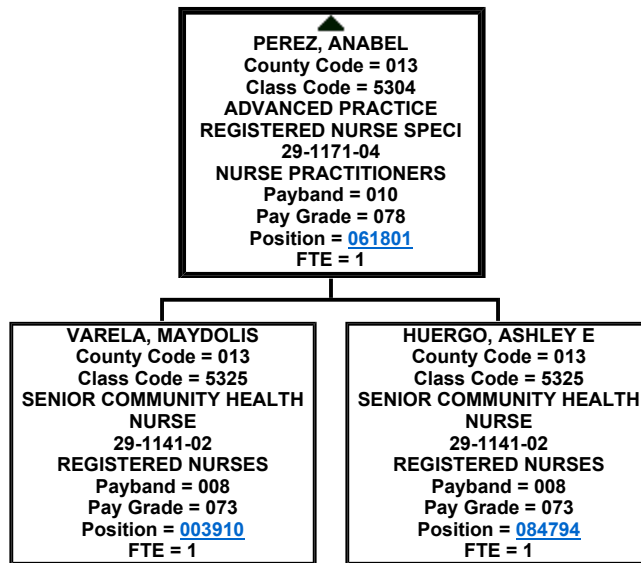 PEREZ, ANABEL
County Code = 013
Class Code = 5304
ADVANCED PRACTICE
REGISTERED NURSE SPECI
29-1171-04
NURSE PRACTITIONERS
Payband = 010
Pay Grade = 078
Position = 061801
FTE = 1
VARELA, MAYDOLIS
County Code = 013
Class Code = 5325
SENIOR COMMUNITY HEALTH
NURSE
29-1141-02
REGISTERED NURSES
Payband = 008
Pay Grade = 073
Position = 003910
FTE = 1
HUERGO, ASHLEY E
County Code = 013
Class Code = 5325
SENIOR COMMUNITY HEALTH
NURSE
29-1141-02
REGISTERED NURSES
Payband = 008
Pay Grade = 073
Position = 084794
FTE = 1